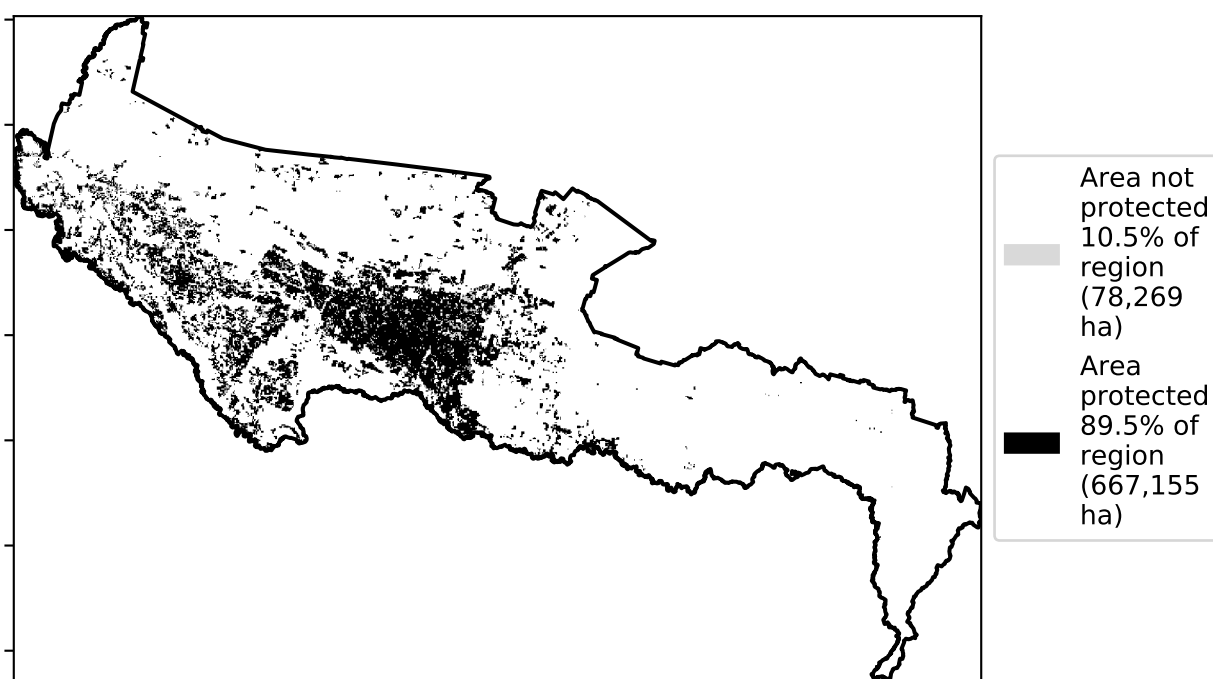 Area not
protected
10.5% of
region
(78,269
ha)
Area
protected
89.5% of
region
(667,155
ha)